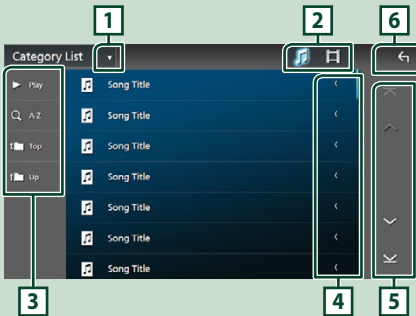 1 2 6
Category List
Play Song Title
A-Z Song Title
Top Song Title
Up Song Title
Song Title
Song Title
Song Title
3 4 5